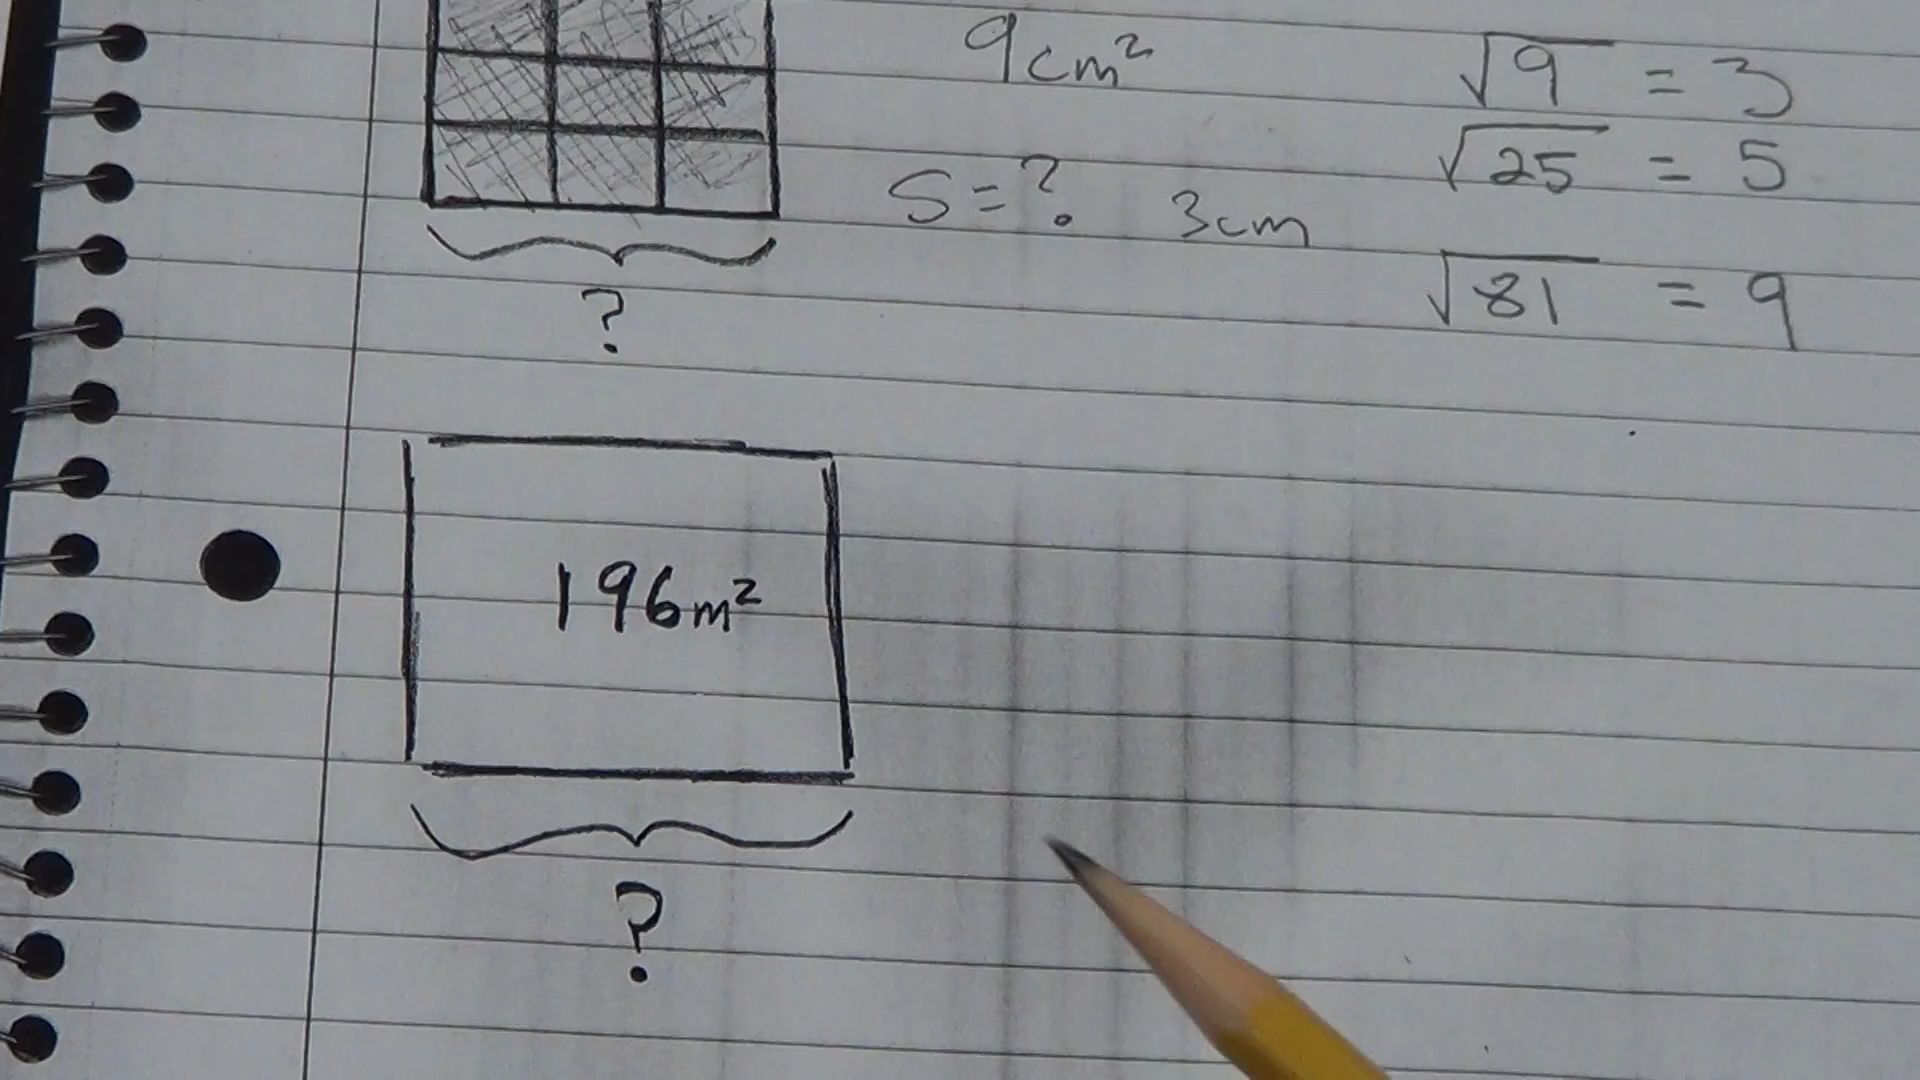 9cm²
√9 = 3
√25 = 5
S=? 3cm
√81 = 9
?
196m²
?